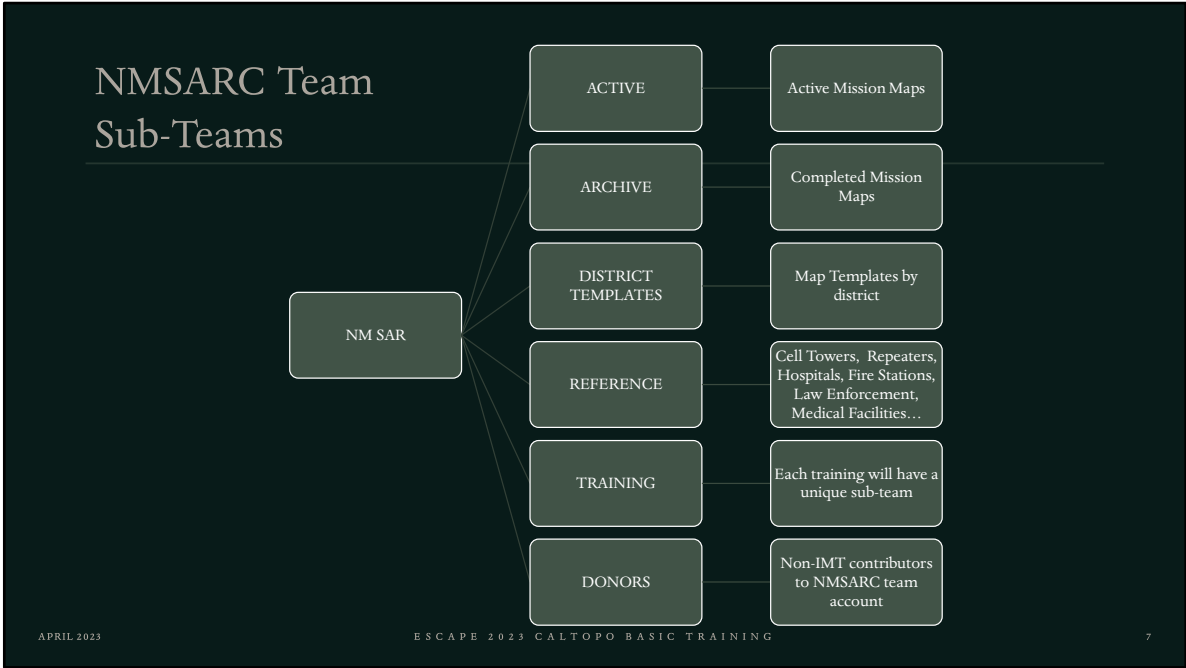 NMSARC Team
Sub-Teams
NM SAR
ACTIVE
Active Mission Maps
ARCHIVE
Completed Mission
Maps
DISTRICT
TEMPLATES
Map Templates by
district
REFERENCE
Cell Towers, Repeaters,
Hospitals, Fire Stations,
Law Enforcement,
Medical Facilities…
TRAINING
Each training will have a
unique sub-team
DONORS
Non-IMT contributors
to NMSARC team
account
APRIL 2023
ESCAPE 2023 CALTOPO BASIC TRAINING
7